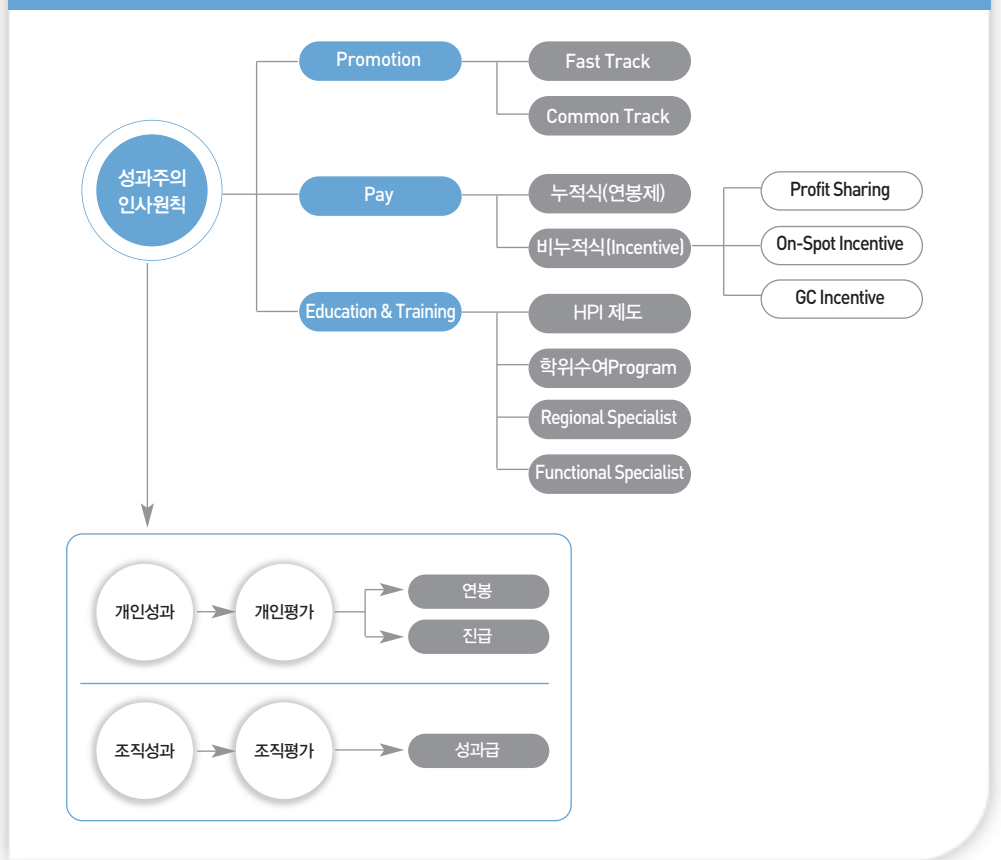 Promotion
Fast Track
Common Track
성과주의
인사원칙
Pay
누적식(연봉제)
비누적식(Incentive)
Profit Sharing
On-Spot Incentive
GC Incentive
Education & Training
HPI 제도
학위수여Program
Regional Specialist
Functional Specialist
개인성과
개인평가
연봉
진급
조직성과
조직평가
성과급